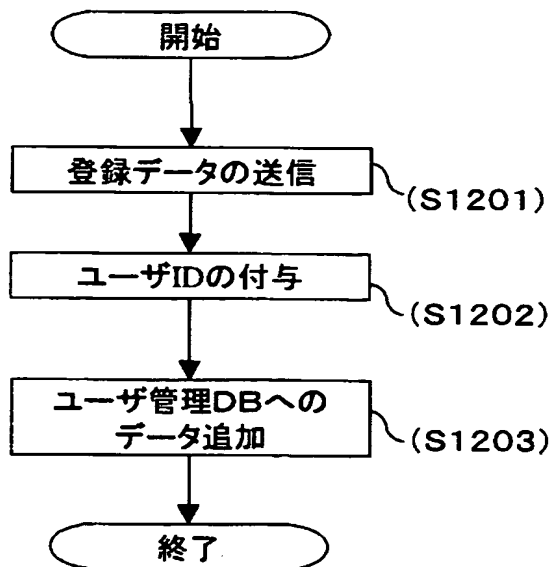 開始
登録データの送信
(S1201)
ユーザIDの付与
(S1202)
ユーザ管理DBへの
データ追加
(S1203)
終了